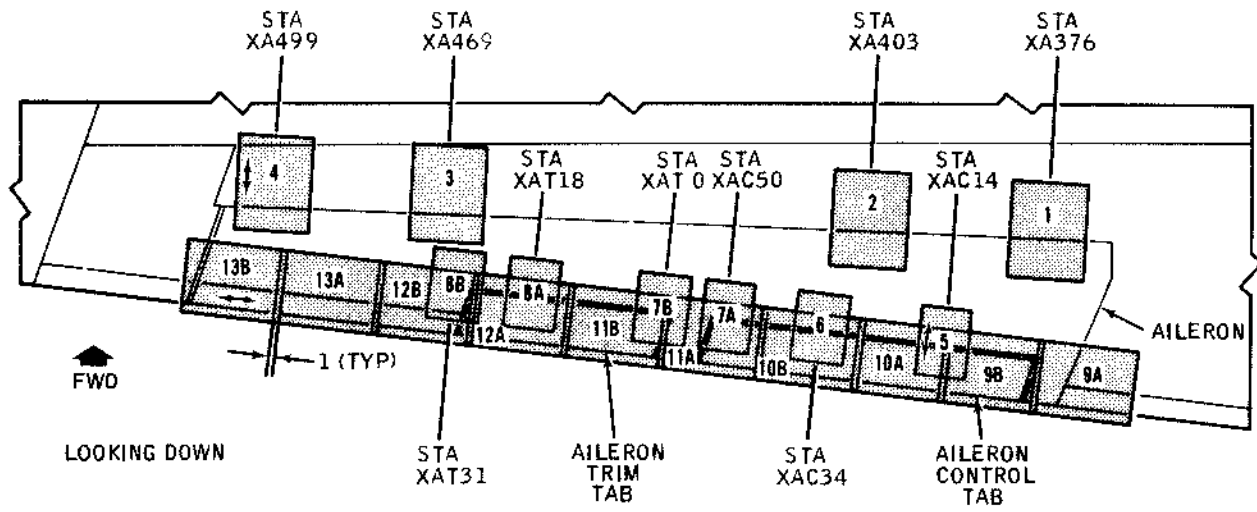 STA
XA499
STA
XA469
STA
XA403
STA
XA376
STA
XAT18
STA
XAT 0
STA
XAC50
STA
XAC14
4
3
2
1
13B
13A
12B
8B
8A
7B
7A
6
5
12A
11B
11A
10B
10A
9B
9A
AILERON
FWD
1 (TYP)
LOOKING DOWN
STA
XAT31
AILERON
TRIM
TAB
STA
XAC34
AILERON
CONTROL
TAB